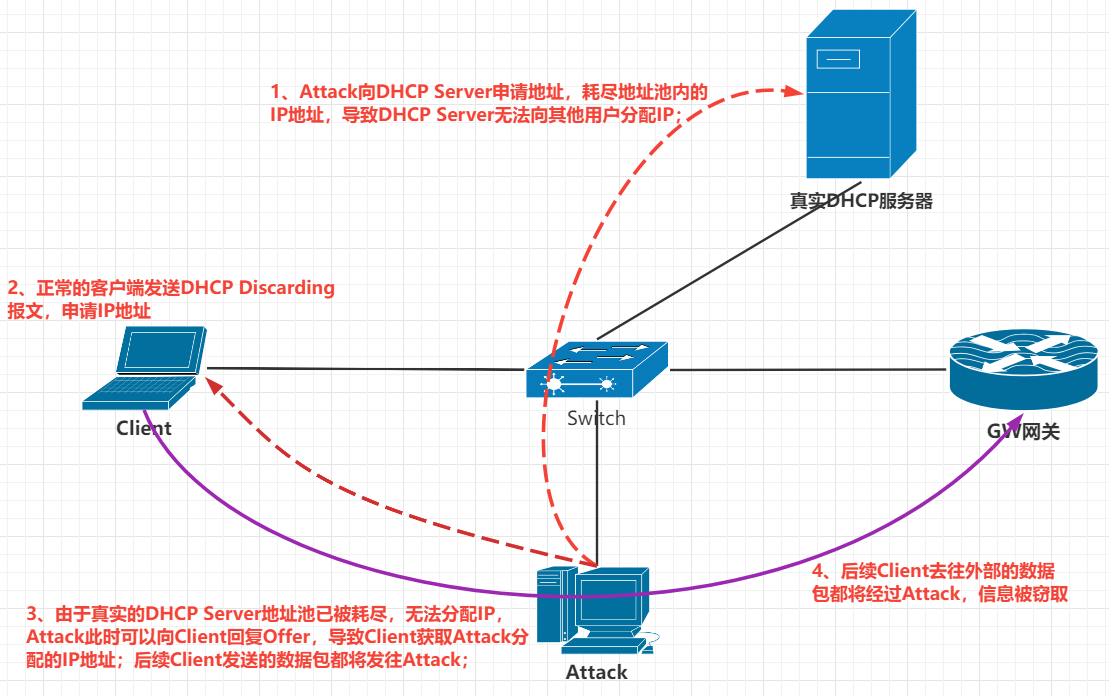 1、Attack向DHCP Server申请地址，耗尽地址池内的
IP地址，导致DHCP Server无法向其他用户分配IP；
真实DHCP服务器
2、正常的客户端发送DHCP Discarding
报文，申请IP地址
Client
Switch
GW网关
3、由于真实的DHCP Server地址池已被耗尽，无法分配IP，
Attack此时可以向Client回复Offer，导致Client获取Attack分
配的IP地址；后续Client发送的数据包都将发往Attack；
4、后续Client去往外部的数据
包都将经过Attack，信息被窃取
Attack